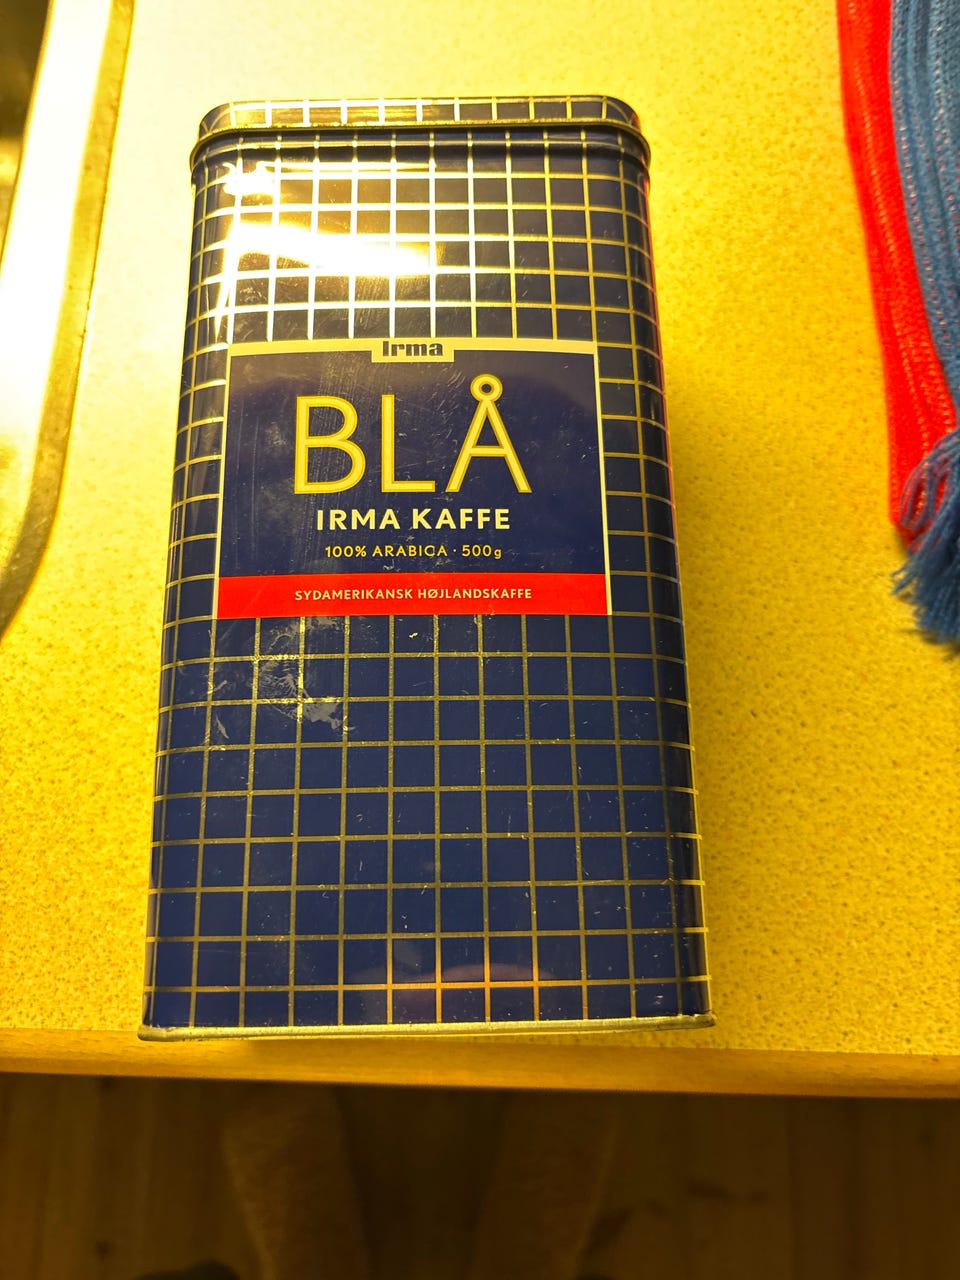 Irma
BLÅ
IRMA KAFFE
100% ARABICA · 500g
SYDAMERIKANSK HØJLANDSKAFFE